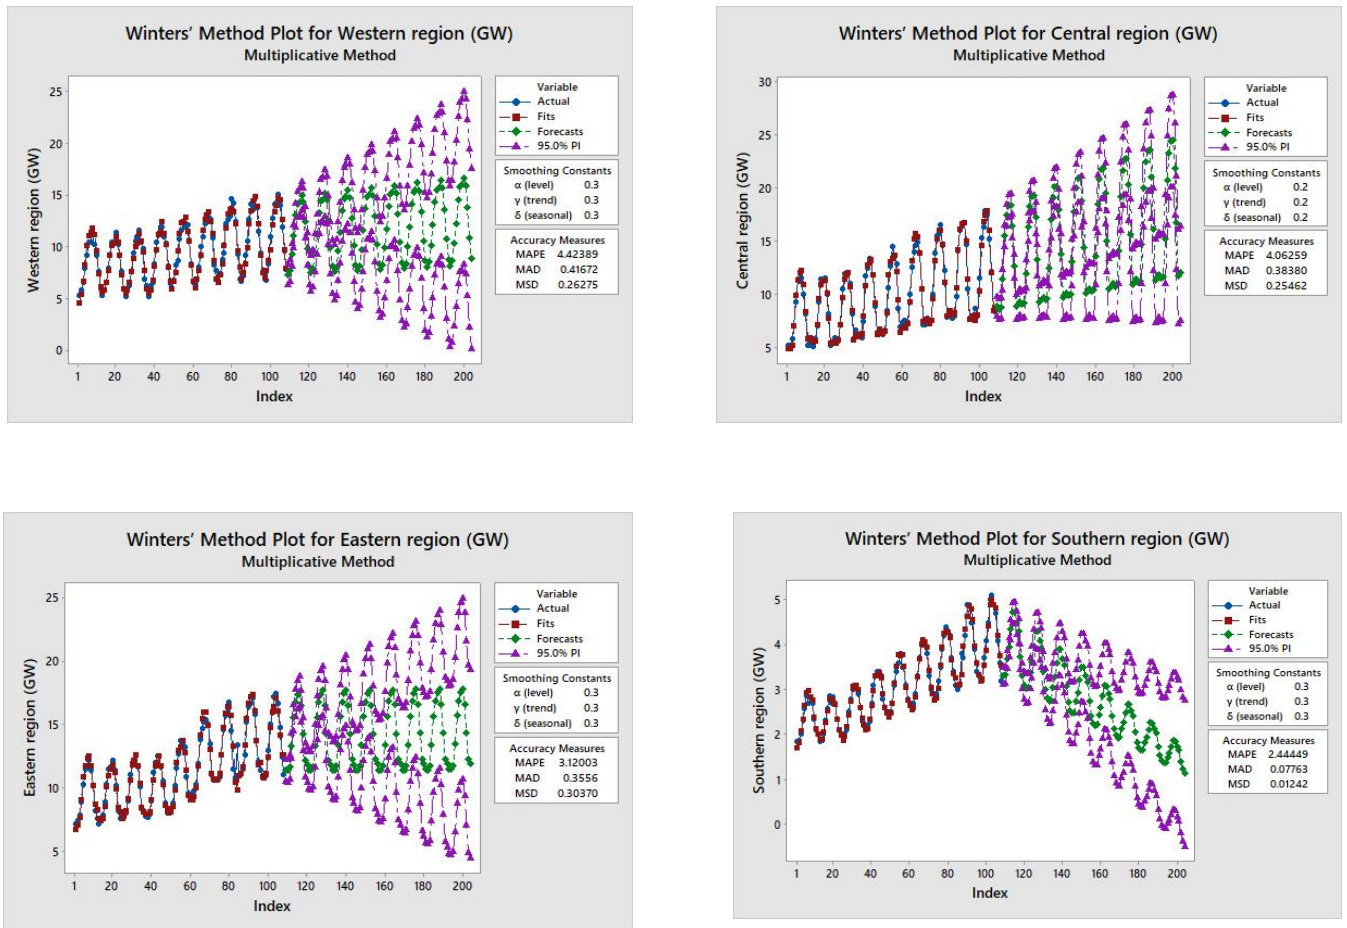 Winters' Method Plot for Western region (GW)
Multiplicative Method
Western region (GW)
25
20
15
10
5
0
1 20 40 60 80 100 120 140 160 180 200
Index
Variable
Actual
Fits
Forecasts
95.0% PI
Smoothing Constants
α (level) 0.3
γ (trend) 0.3
δ (seasonal) 0.3
Accuracy Measures
MAPE 4.42389
MAD 0.41672
MSD 0.26275
Winters' Method Plot for Central region (GW)
Multiplicative Method
Central region (GW)
30
25
20
15
10
5
1 20 40 60 80 100 120 140 160 180 200
Index
Variable
Actual
Fits
Forecasts
95.0% PI
Smoothing Constants
α (level) 0.2
γ (trend) 0.2
δ (seasonal) 0.2
Accuracy Measures
MAPE 4.06259
MAD 0.38380
MSD 0.25462
Winters' Method Plot for Eastern region (GW)
Multiplicative Method
Eastern region (GW)
25
20
15
10
5
1 20 40 60 80 100 120 140 160 180 200
Index
Variable
Actual
Fits
Forecasts
95.0% PI
Smoothing Constants
α (level) 0.3
γ (trend) 0.3
δ (seasonal) 0.3
Accuracy Measures
MAPE 3.12003
MAD 0.3556
MSD 0.30370
Winters' Method Plot for Southern region (GW)
Multiplicative Method
Southern region (GW)
5
4
3
2
1
0
1 20 40 60 80 100 120 140 160 180 200
Index
Variable
Actual
Fits
Forecasts
95.0% PI
Smoothing Constants
α (level) 0.3
γ (trend) 0.3
δ (seasonal) 0.3
Accuracy Measures
MAPE 2.44449
MAD 0.07763
MSD 0.01242